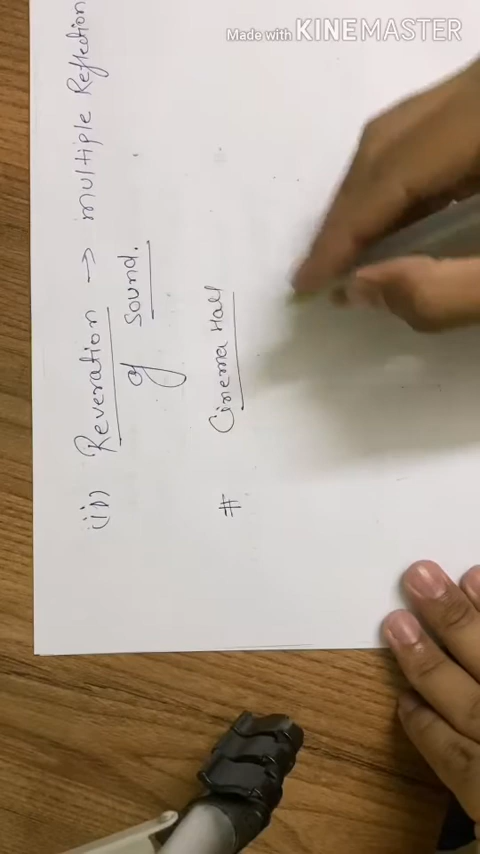 Made with KINEMASTER
(ii) Reveration → multiple Reflection
of sound.
# Cinema Hall